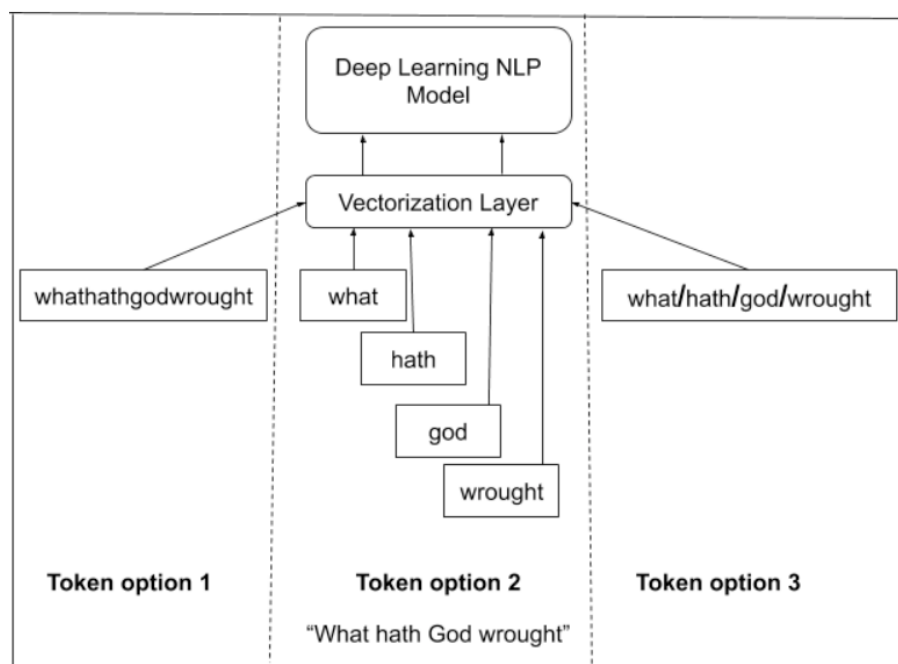 Deep Learning NLP
Model
Vectorization Layer
whathathgodwrought
what
what/hath/god/wrought
hath
god
wrought
Token option 1
Token option 2
Token option 3
“What hath God wrought”